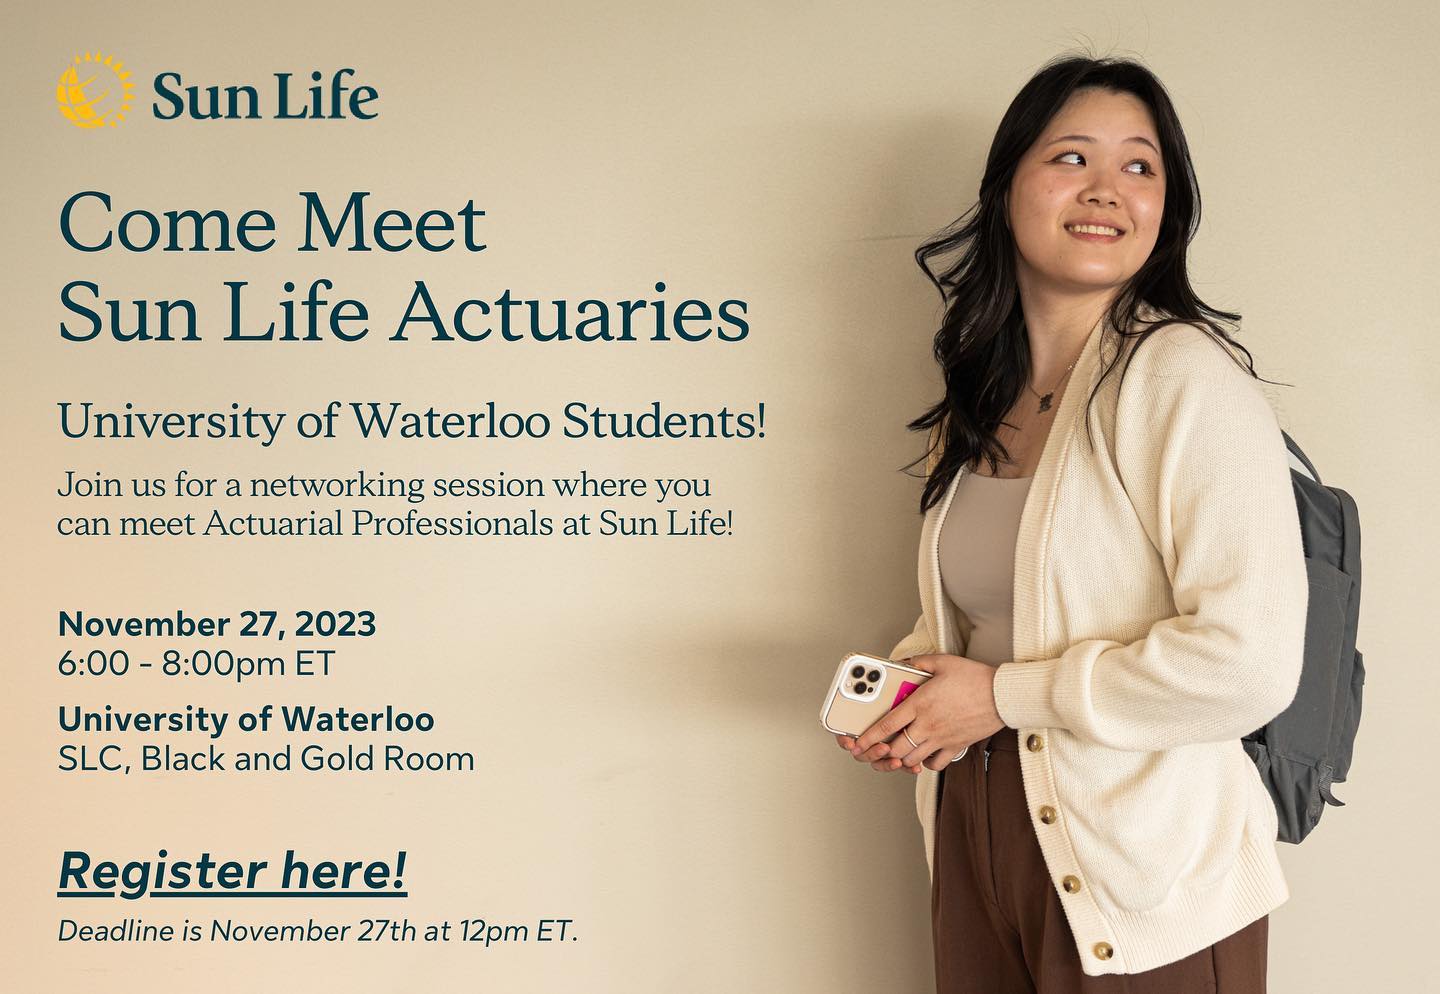 Sun Life
Come Meet
Sun Life Actuaries
University of Waterloo Students!
Join us for a networking session where you
can meet Actuarial Professionals at Sun Life!
November 27, 2023
6:00 - 8:00pm ET
University of Waterloo
SLC, Black and Gold Room
Register here!
Deadline is November 27th at 12pm ET.